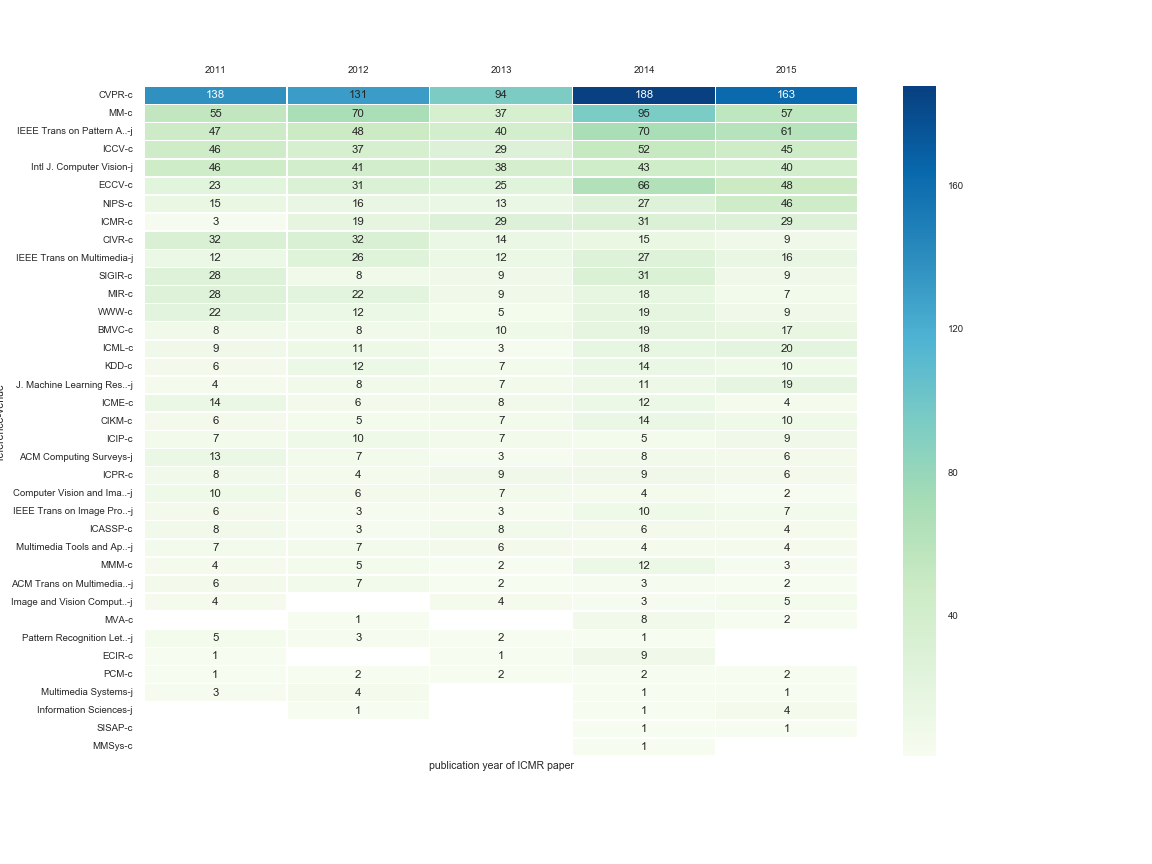 2011 2012 2013 2014 2015
CVPR-c 138 131 94 188 163
MM-c 55 70 37 95 57
IEEE Trans on Pattern A..-j 47 48 40 70 61
ICCV-c 46 37 29 52 45
Intl J. Computer Vision-j 46 41 38 43 40
ECCV-c 23 31 25 66 48
160
NIPS-c 15 16 13 27 46
ICMR-c 3 19 29 31 29
CIVR-c 32 32 14 15 9
IEEE Trans on Multimedia-j 12 26 12 27 16
SIGIR-c 28 8 9 31 9
MIR-c 28 22 9 18 7
WWW-c 22 12 5 19 9
BMVC-c 8 8 10 19 17
120
ICML-c 9 11 3 18 20
KDD-c 6 12 7 14 10
J. Machine Learning Res..-j 4 8 7 11 19
ICME-c 14 6 8 12 4
CIKM-c 6 5 7 14 10
ICIP-c 7 10 7 5 9
ACM Computing Surveys-j 13 7 3 8 6
ICPR-c 8 4 9 9 6
80
Computer Vision and Ima..-j 10 6 7 4 2
IEEE Trans on Image Pro..-j 6 3 3 10 7
ICASSP-c 8 3 8 6 4
Multimedia Tools and Ap..-j 7 7 6 4 4
MMM-c 4 5 2 12 3
ACM Trans on Multimedia..-j 6 7 2 3 2
Image and Vision Comput..-j 4 4 3 5
MVA-c 1 8 2
40
Pattern Recognition Let..-j 5 3 2 1
ECIR-c 1 1 9
PCM-c 1 2 2 2 2
Multimedia Systems-j 3 4 1 1
Information Sciences-j 1 1 4
SISAP-c 1 1
MMSys-c 1
publication year of ICMR paper